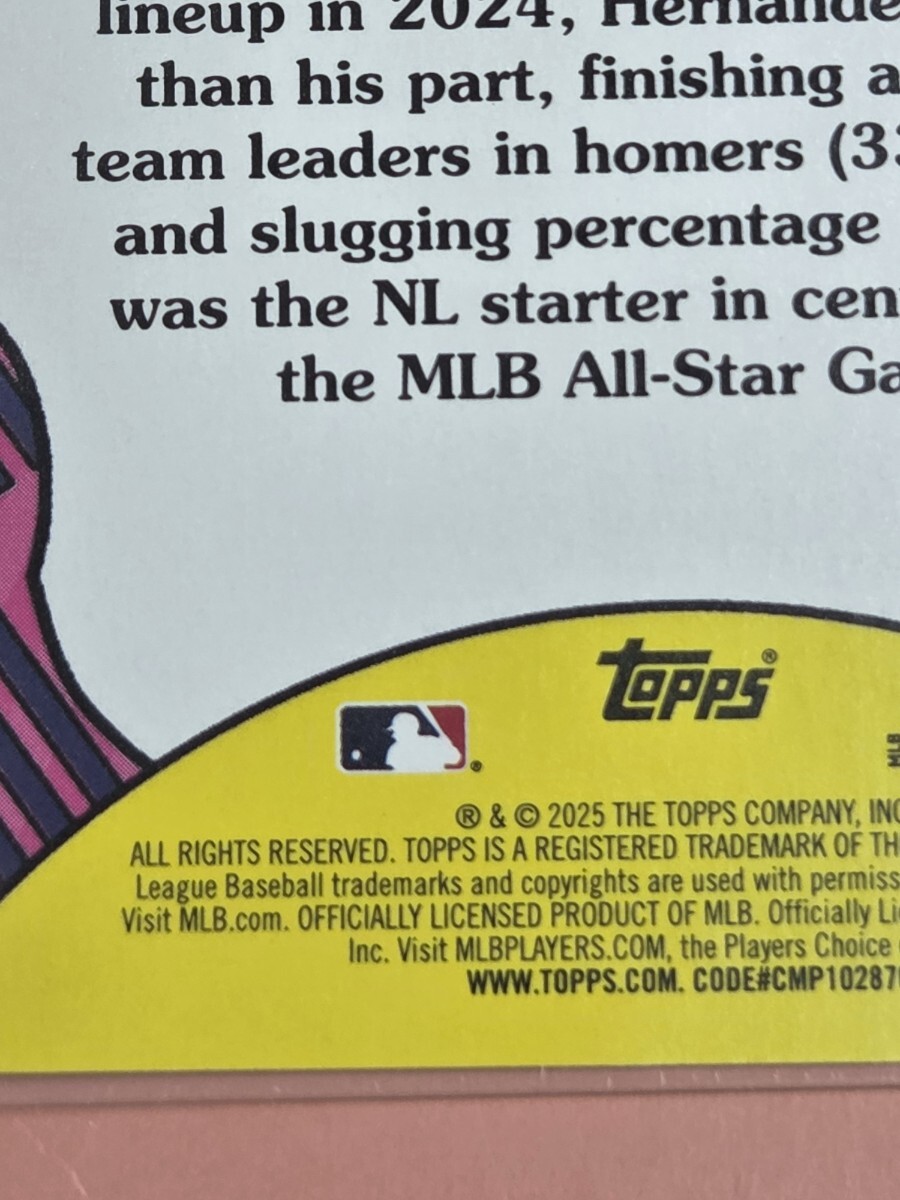 lineup in 2024, Hernande
than his part, finishing a
team leaders in homers (33
and slugging percentage
was the NL starter in cen
the MLB All-Star Ga
topps®
®
MLB
® & © 2025 THE TOPPS COMPANY, INC
ALL RIGHTS RESERVED. TOPPS IS A REGISTERED TRADEMARK OF TH
League Baseball trademarks and copyrights are used with permiss
Visit MLB.com. OFFICIALLY LICENSED PRODUCT OF MLB. Officially Li
Inc. Visit MLBPLAYERS.COM, the Players Choice
WWW.TOPPS.COM. CODE#CMP10287